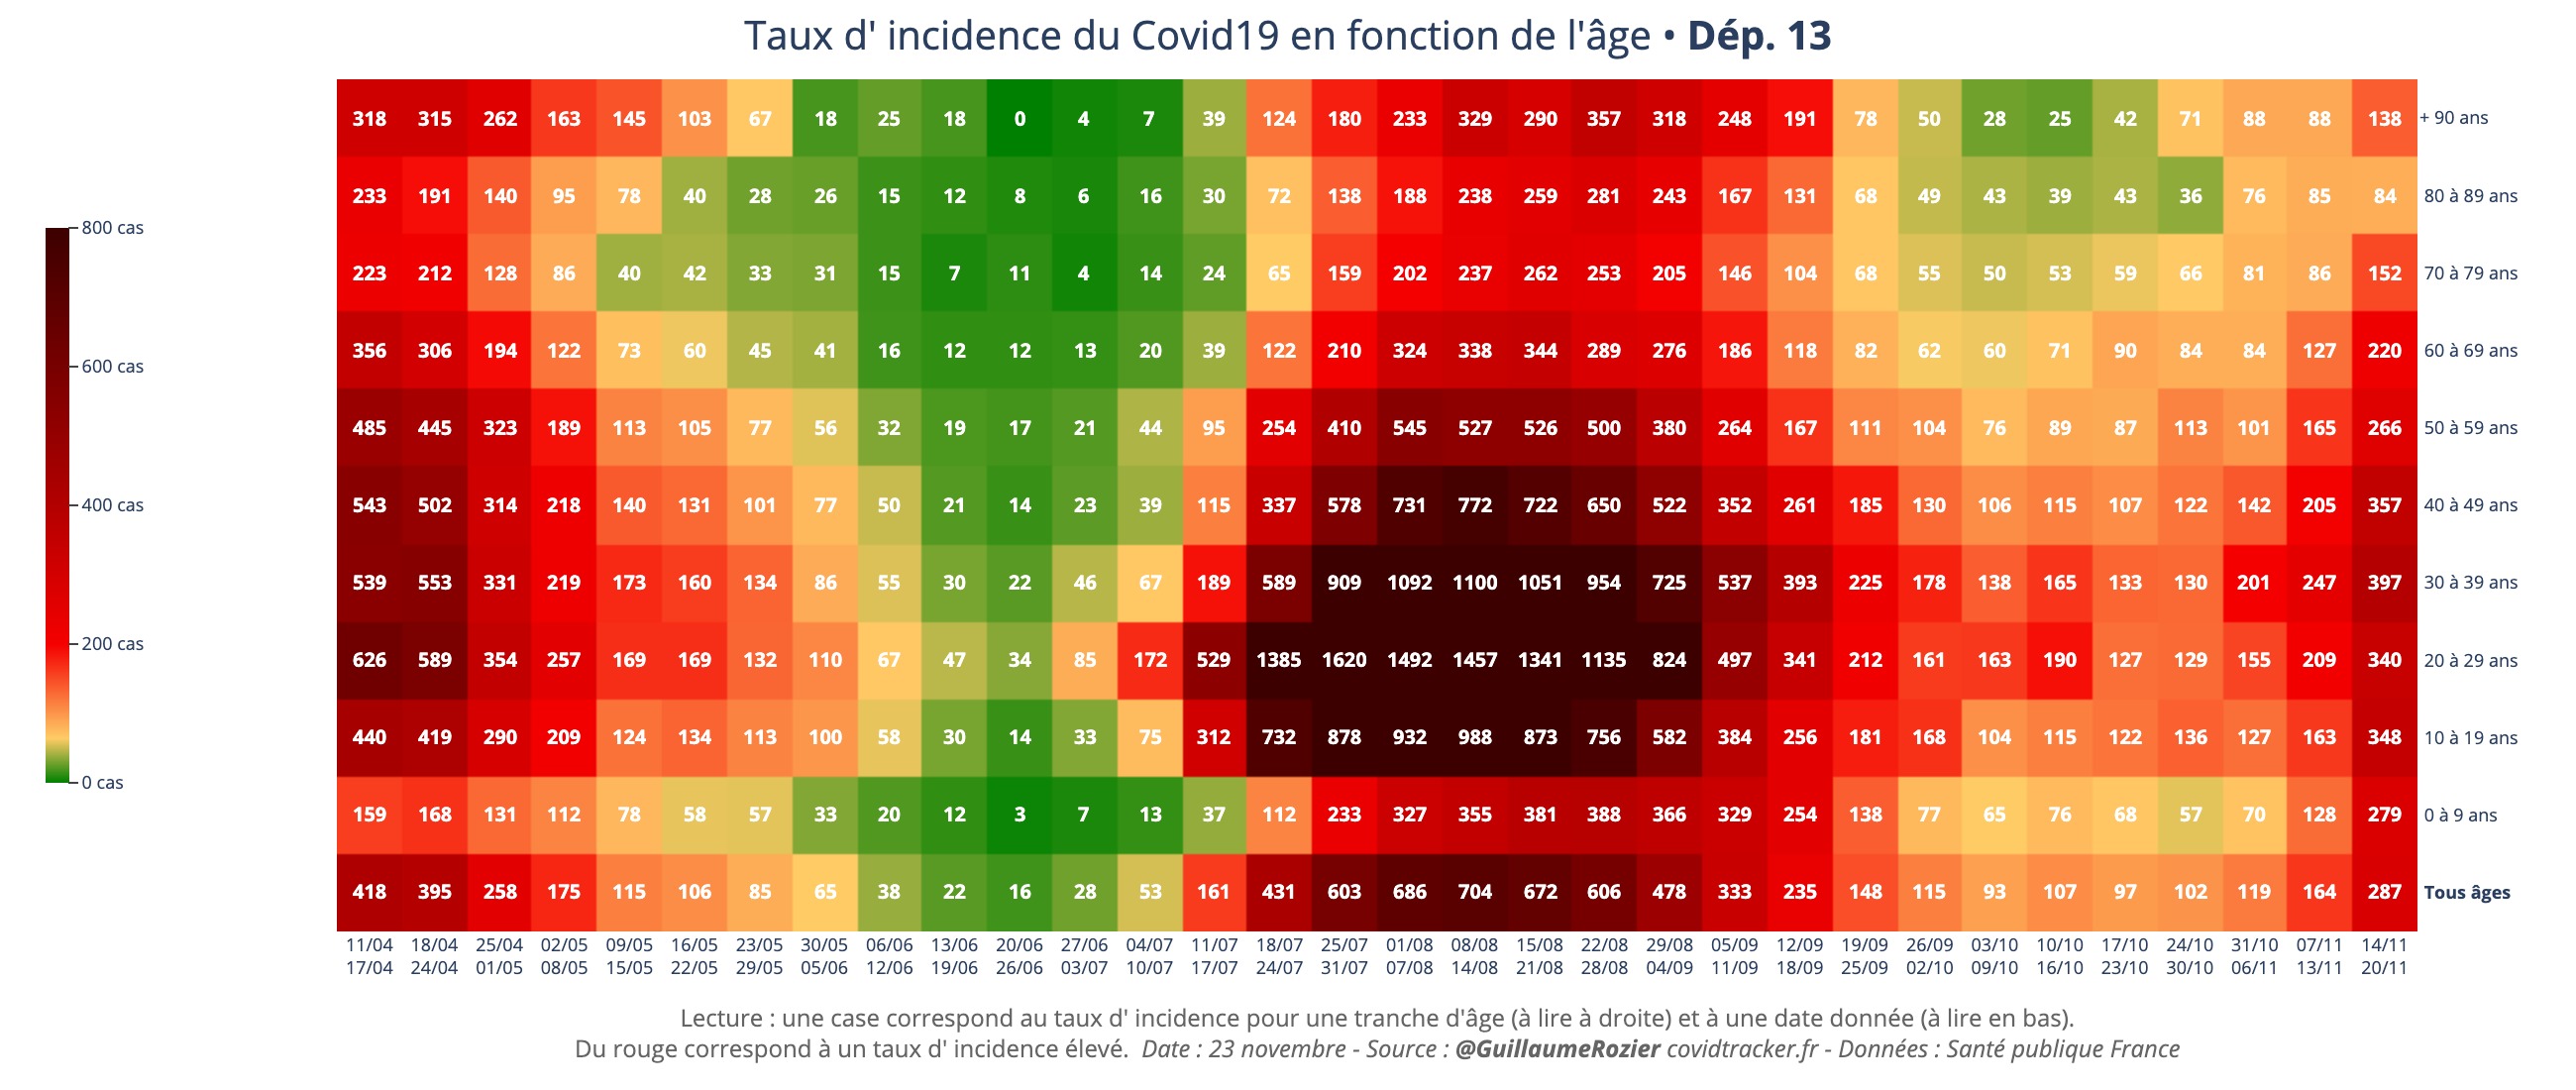 Taux d' incidence du Covid19 en fonction de l'âge • Dép. 13
318 315 262 163 145 103 67 18 25 18 0 4 7 39 124 180 233 329 290 357 318 248 191 78 50 28 25 42 71 88 88 138 + 90 ans
233 191 140 95 78 40 28 26 15 12 8 6 16 30 72 138 188 238 259 281 243 167 131 68 49 43 39 43 36 76 85 84 80 à 89 ans
800 cas
223 212 128 86 40 42 33 31 15 7 11 4 14 24 65 159 202 237 262 253 205 146 104 68 55 50 53 59 66 81 86 152 70 à 79 ans
356 306 194 122 73 60 45 41 16 12 12 13 20 39 122 210 324 338 344 289 276 186 118 82 62 60 71 90 84 84 127 220 60 à 69 ans
600 cas
485 445 323 189 113 105 77 56 32 19 17 21 44 95 254 410 545 527 526 500 380 264 167 111 104 76 89 87 113 101 165 266 50 à 59 ans
400 cas
543 502 314 218 140 131 101 77 50 21 14 23 39 115 337 578 731 772 722 650 522 352 261 185 130 106 115 107 122 142 205 357 40 à 49 ans
539 553 331 219 173 160 134 86 55 30 22 46 67 189 589 909 1092 1100 1051 954 725 537 393 225 178 138 165 133 130 201 247 397 30 à 39 ans
200 cas
626 589 354 257 169 169 132 110 67 47 34 85 172 529 1385 1620 1492 1457 1341 1135 824 497 341 212 161 163 190 127 129 155 209 340 20 à 29 ans
440 419 290 209 124 134 113 100 58 30 14 33 75 312 732 878 932 988 873 756 582 384 256 181 168 104 115 122 136 127 163 348 10 à 19 ans
0 cas
159 168 131 112 78 58 57 33 20 12 3 7 13 37 112 233 327 355 381 388 366 329 254 138 77 65 76 68 57 70 128 279 0 à 9 ans
418 395 258 175 115 106 85 65 38 22 16 28 53 161 431 603 686 704 672 606 478 333 235 148 115 93 107 97 102 119 164 287 Tous âges
11/04 18/04 25/04 02/05 09/05 16/05 23/05 30/05 06/06 13/06 20/06 27/06 04/07 11/07 18/07 25/07 01/08 08/08 15/08 22/08 29/08 05/09 12/09 19/09 26/09 03/10 10/10 17/10 24/10 31/10 07/11 14/11
17/04 24/04 01/05 08/05 15/05 22/05 29/05 05/06 12/06 19/06 26/06 03/07 10/07 17/07 24/07 31/07 07/08 14/08 21/08 28/08 04/09 11/09 18/09 25/09 02/10 09/10 16/10 23/10 30/10 06/11 13/11 20/11
Lecture : une case correspond au taux d' incidence pour une tranche d'âge (à lire à droite) et à une date donnée (à lire en bas).
Du rouge correspond à un taux d' incidence élevé. Date : 23 novembre - Source : @GuillaumeRozier covidtracker.fr - Données : Santé publique France